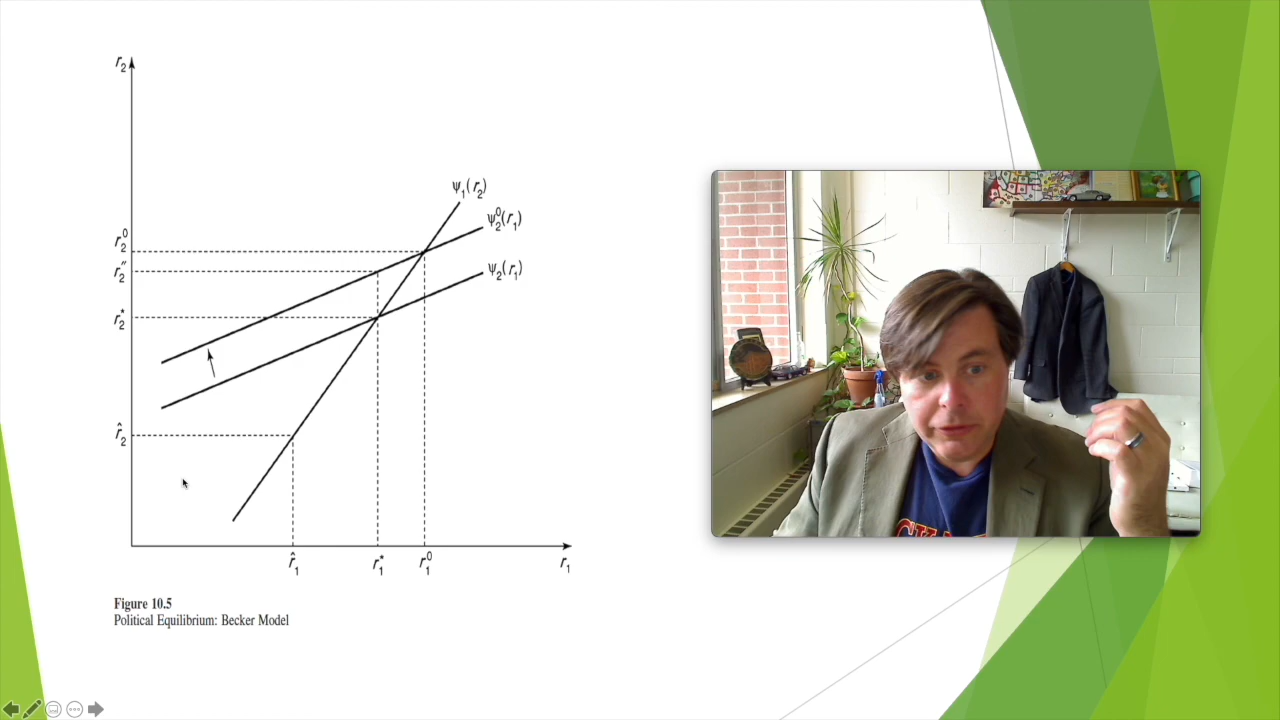 r₂
ψ₁(r₂)
ψ₂⁰(r₁)
r₂⁰
r₂″
ψ₂(r₁)
r₂*
r̂₂
r̂₁
r₁*
r₁⁰
r₁
Figure 10.5
Political Equilibrium: Becker Model